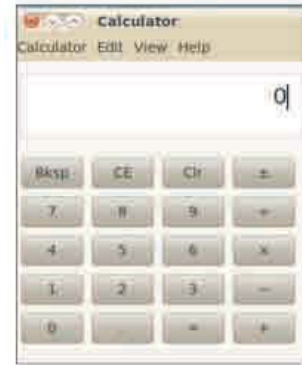 Calculator
Calculator Edit View Help
0
Bksp CE Clr ±
7 8 9 ÷
4 5 6 ×
1 2 3 −
0 . = +